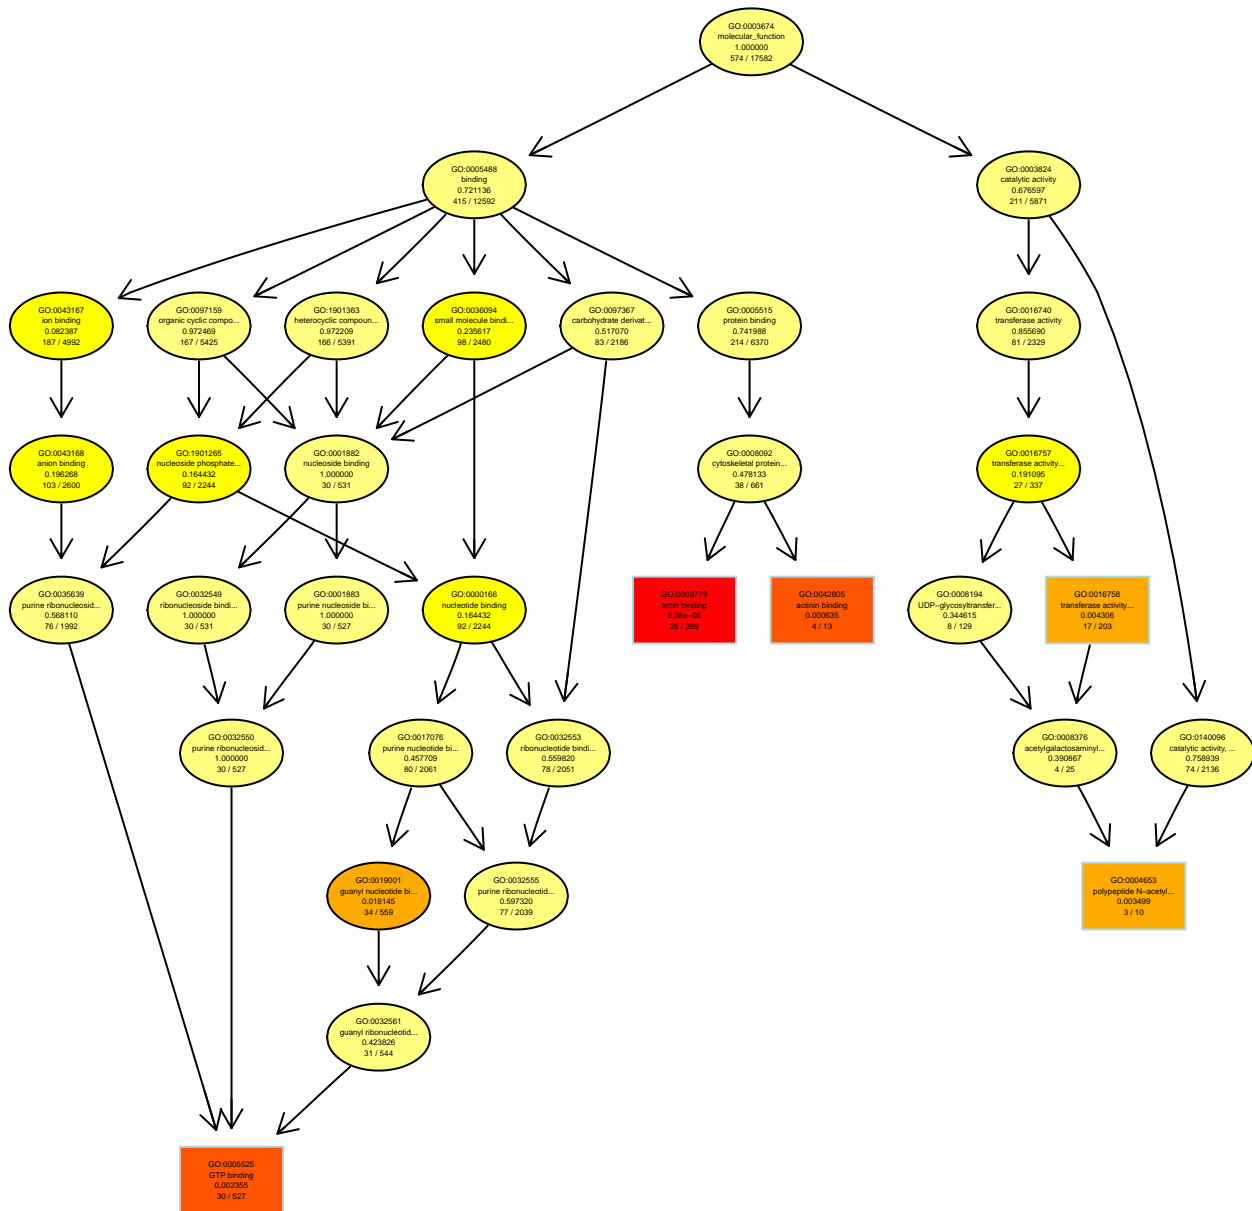 GO:0003674
molecular_function
1.000000
574 / 17582
GO:0005488
binding
0.721136
415 / 12592
GO:0003824
catalytic activity
0.676597
211 / 5871
GO:0043167
ion binding
0.082387
187 / 4992
GO:0097159
organic cyclic compo...
0.972469
167 / 5425
GO:1901363
heterocyclic compoun...
0.972209
166 / 5391
GO:0036094
small molecule bindi...
0.235617
98 / 2480
GO:0097367
carbohydrate derivat...
0.517070
83 / 2186
GO:0005515
protein binding
0.741988
214 / 6370
GO:0016740
transferase activity
0.855690
81 / 2329
GO:0043168
anion binding
0.196268
103 / 2600
GO:1901265
nucleoside phosphate...
0.164432
92 / 2244
GO:0001882
nucleoside binding
1.000000
30 / 531
GO:0008092
cytoskeletal protein...
0.478133
38 / 661
GO:0016757
transferase activity...
0.191095
27 / 337
GO:0035639
purine ribonucleosid...
0.568110
76 / 1992
GO:0032549
ribonucleoside bindi...
1.000000
30 / 531
GO:0001883
purine nucleoside bi...
1.000000
30 / 527
GO:0000166
nucleotide binding
0.164432
92 / 2244
GO:0003779
actin binding
8.38e−05
28 / 389
GO:0042805
actinin binding
0.000635
4 / 13
GO:0008194
UDP−glycosyltransfer...
0.344615
8 / 129
GO:0016758
transferase activity...
0.004306
17 / 203
GO:0032550
purine ribonucleosid...
1.000000
30 / 527
GO:0017076
purine nucleotide bi...
0.457709
80 / 2061
GO:0032553
ribonucleotide bindi...
0.559820
78 / 2051
GO:0008376
acetylgalactosaminyl...
0.390867
4 / 25
GO:0140096
catalytic activity, ...
0.758939
74 / 2136
GO:0019001
guanyl nucleotide bi...
0.018145
34 / 559
GO:0032555
purine ribonucleotid...
0.597320
77 / 2039
GO:0004653
polypeptide N−acetyl...
0.003499
3 / 10
GO:0032561
guanyl ribonucleotid...
0.423826
31 / 544
GO:0005525
GTP binding
0.002355
30 / 527